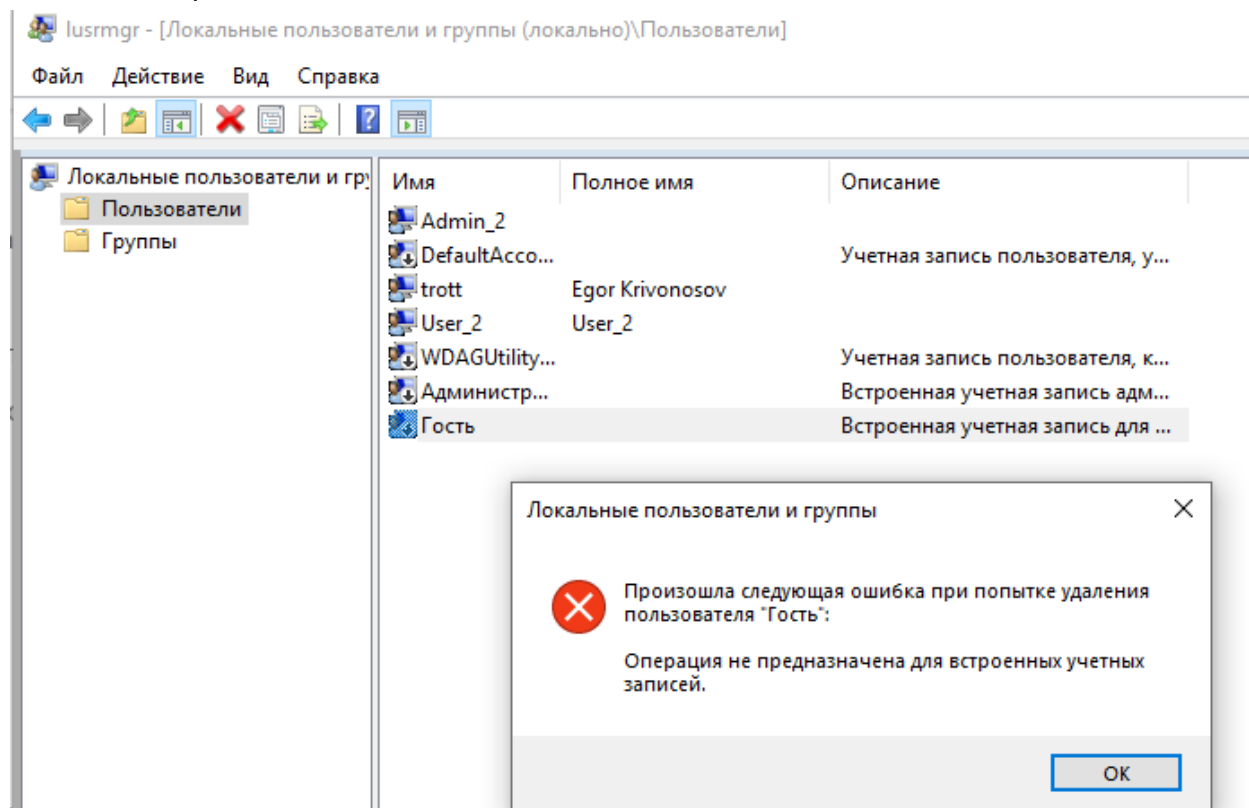 lusrmgr - [Локальные пользователи и группы (локально)\Пользователи]
Файл Действие Вид Справка
Локальные пользователи и гру
Пользователи
Группы
Имя Полное имя Описание
Admin_2
DefaultAcco... Учетная запись пользователя, у...
trott Egor Krivonosov
User_2 User_2
WDAGUtility... Учетная запись пользователя, к...
Администр... Встроенная учетная запись адм...
Гость Встроенная учетная запись для ...
Локальные пользователи и группы
Произошла следующая ошибка при попытке удаления
пользователя "Гость":
Операция не предназначена для встроенных учетных
записей.
ОК